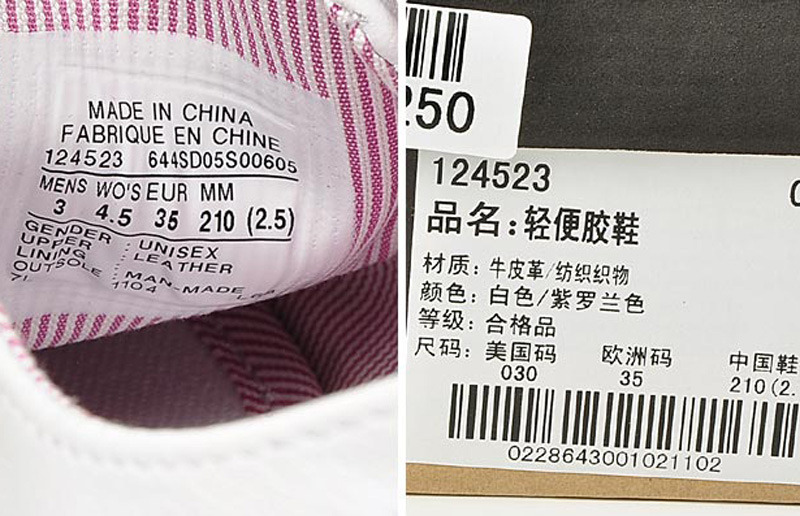 MADE IN CHINA
FABRIQUE EN CHINE
124523 644SD05S00605
MENS WO'S EUR MM
3 4.5 35 210 (2.5)
GENDER : UNISEX
UPPER : LEATHER
LINING :
OUTSOLE : MAN-MADE
1104
250
124523
品名:轻便胶鞋
材质: 牛皮革/纺织织物
颜色: 白色/紫罗兰色
等级: 合格品
尺码: 美国码 欧洲码 中国鞋
030 35 210(2.
0228643001021102